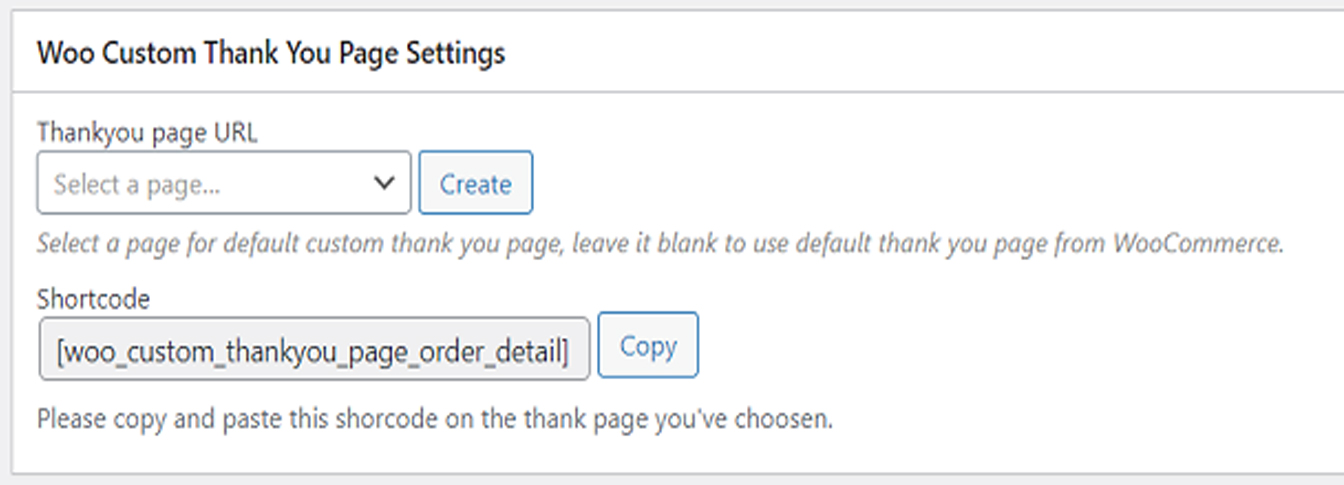 Woo Custom Thank You Page Settings
Thankyou page URL
Select a page...
Create
Select a page for default custom thank you page, leave it blank to use default thank you page from WooCommerce.
Shortcode
[woo_custom_thankyou_page_order_detail]
Copy
Please copy and paste this shorcode on the thank page you've choosen.